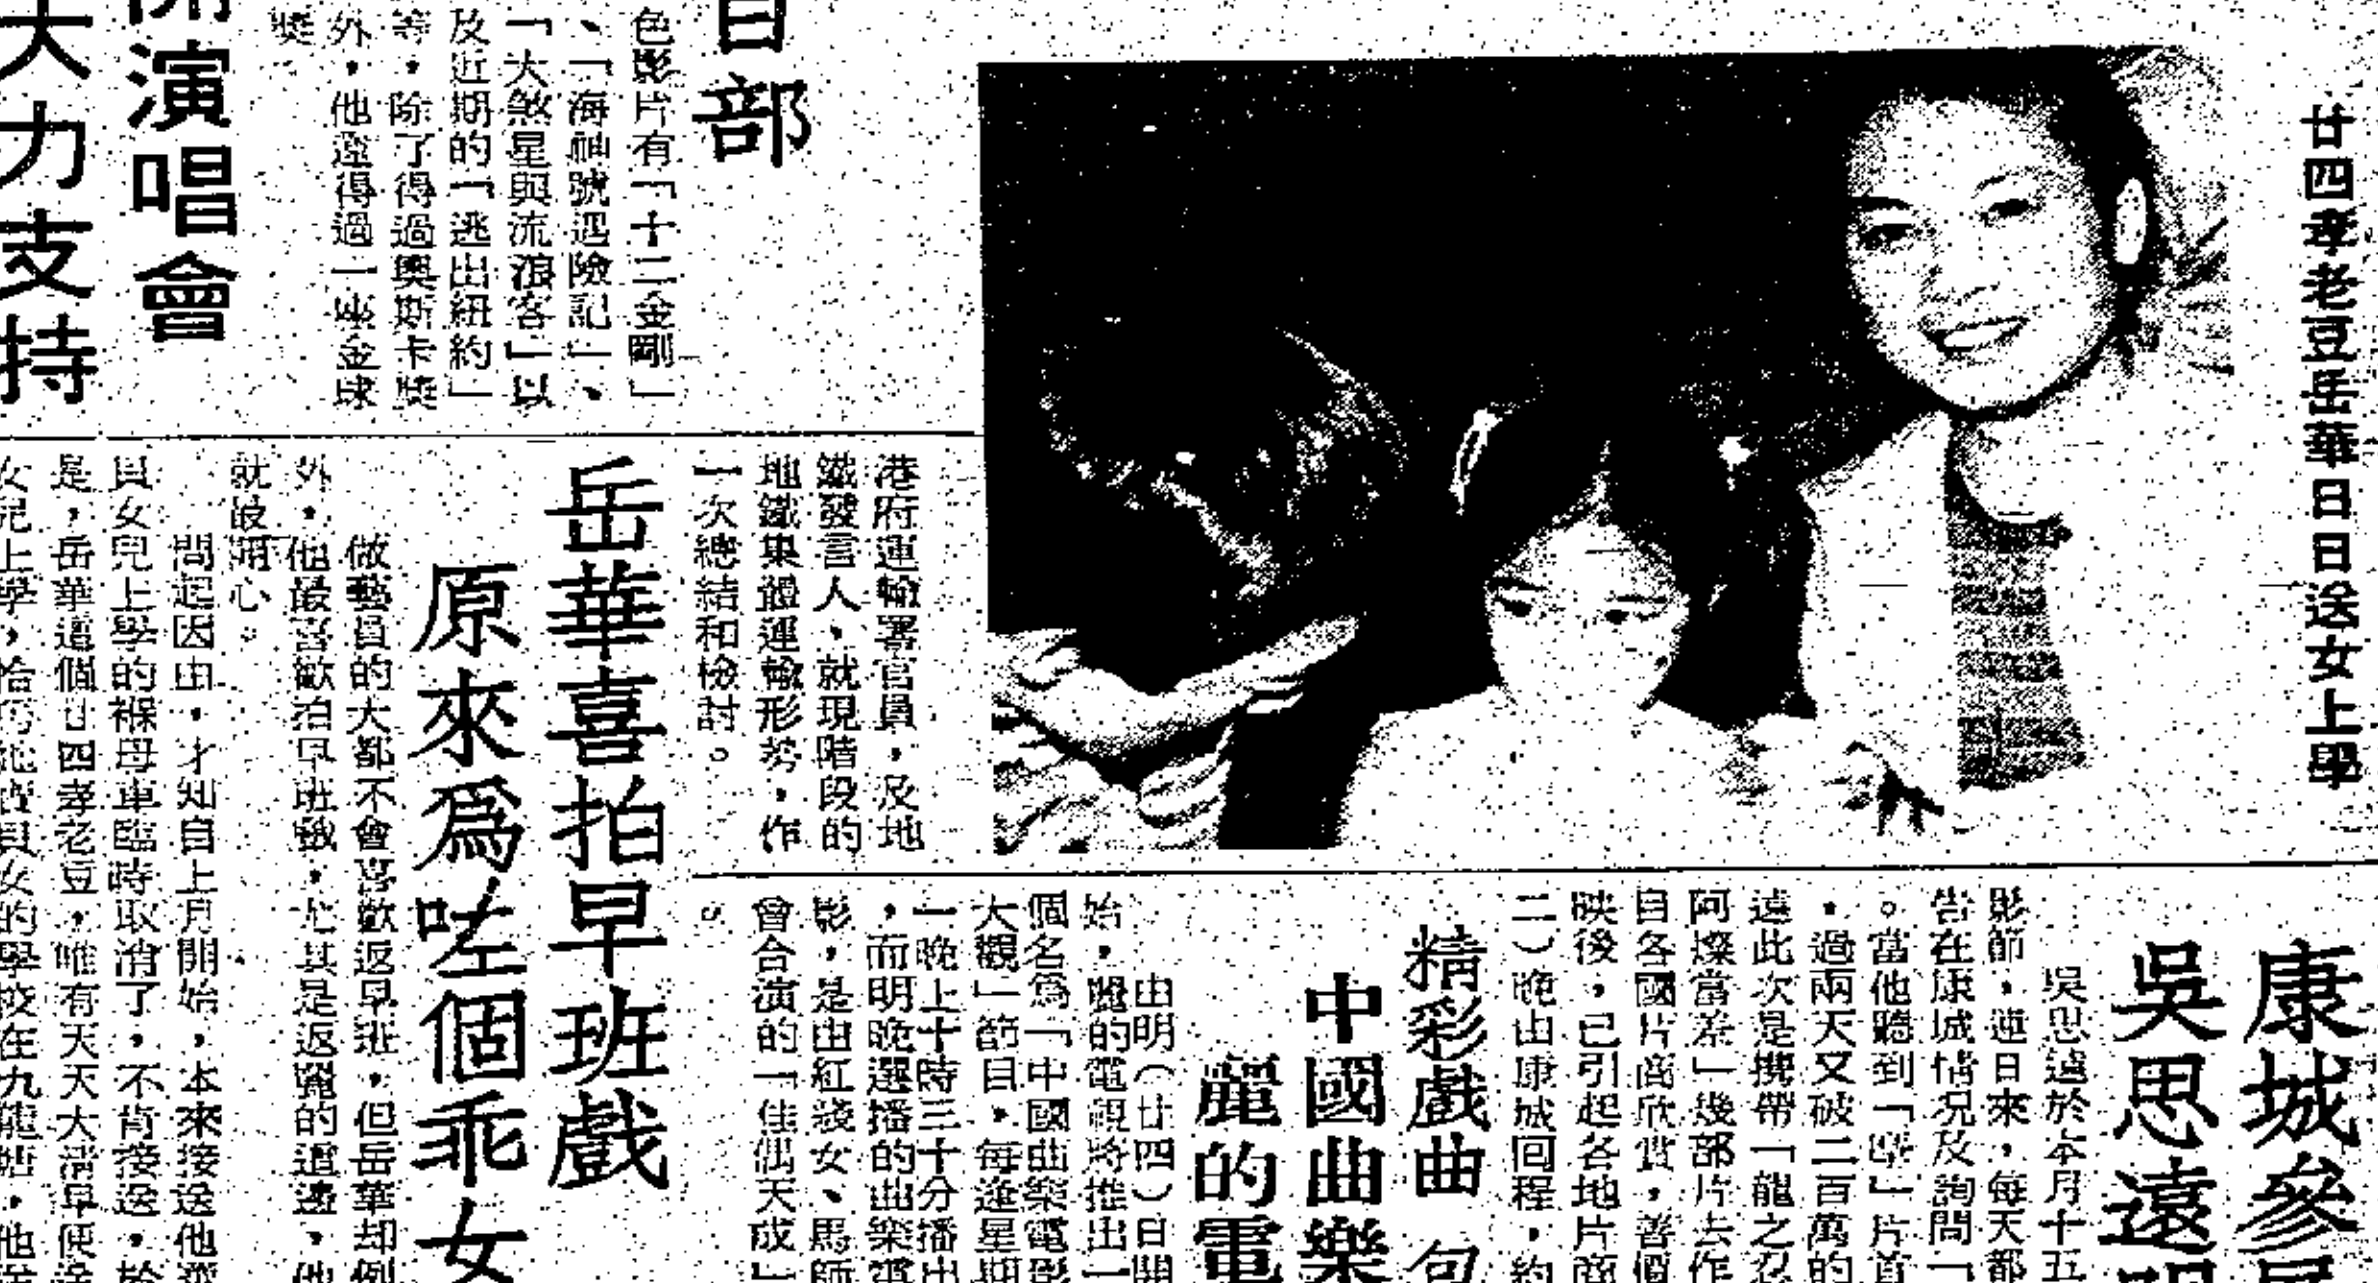 廿四孝老豆岳華日日送女上學
日部
色影片有「十二金剛」
、「海神號遇險記」、
「大煞星與流浪客」以
及近期的「逃出紐約」
等，除了得過奧斯卡獎
外，他還得過一座金球
獎
開演唱會
大力支持
港府運輸署官員，及地
鐵發言人，就現階段的
地鐵集體運輸形勢，作
一次總結和檢討。
岳華喜拍早班戲
原來爲咗個乖女
做藝員的大都不會喜歡返早班，但岳華却例
外，他最喜歡拍早班戲，尤其是返麗的道遙，他
就最開心。
問起因由，才知自上月開始，本來接送他
員女兒上學的褓母車臨時取消了，不肯接送，於
是，岳華這個廿四孝老豆，唯有天天大清早便送
女兒上學，恰巧他寶貝女的學校在九龍塘，他
康城參展
吳思遠
吳思遠於本月十五
影節，連日來，每天都
告在康城情況及詢問「
。當他聽到「摩」片首
，過兩天又破二百萬的
遠此次是携帶「龍之忍
阿燦當差」幾部片去作
自各國片商欣賞，善價
映後，已引起各地片商
二）晚由康城回程，約
精彩戲曲
中國曲樂
麗的電
由明（廿四）日開
始，麗的電視將推出一
個名爲「中國曲樂電影
大觀」節目，每逢星期
一晚上十時三十分播出
，而明晚選播的曲樂電
影，是由紅綫女、馬師
曾合演的「佳偶天成」
。